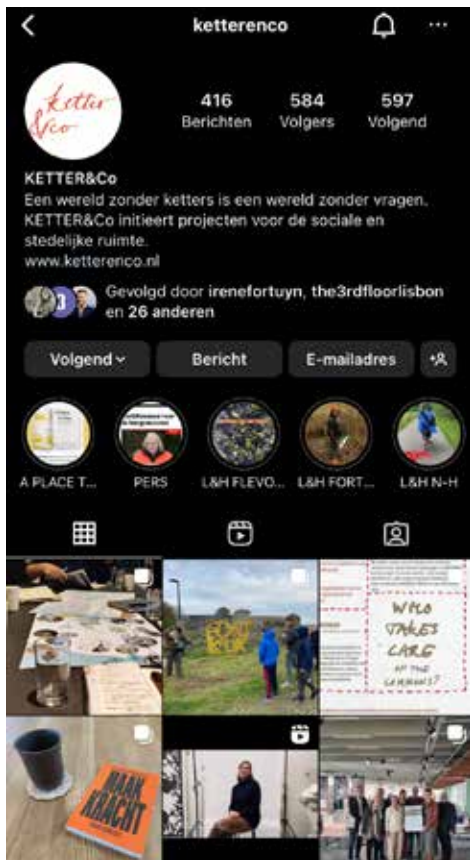 ketterenco
ketter
&co
416
584
597
Berichten
Volgers
Volgend
KETTER&Co
Een wereld zonder ketters is een wereld zonder vragen.
KETTER&Co initieert projecten voor de sociale en
stedelijke ruimte.
www.ketterenco.nl
3
Gevolgd door irenefortuyn, the3rdfloorlisbon
en 26 anderen
Volgend
Bericht
E-mailadres
A PLACE T...
PERS
L&H FLEVO...
L&H FORT...
L&H N-H
WHO
TAKES
CARE
OF THE
COMMONS?
MAAK
KRACHT